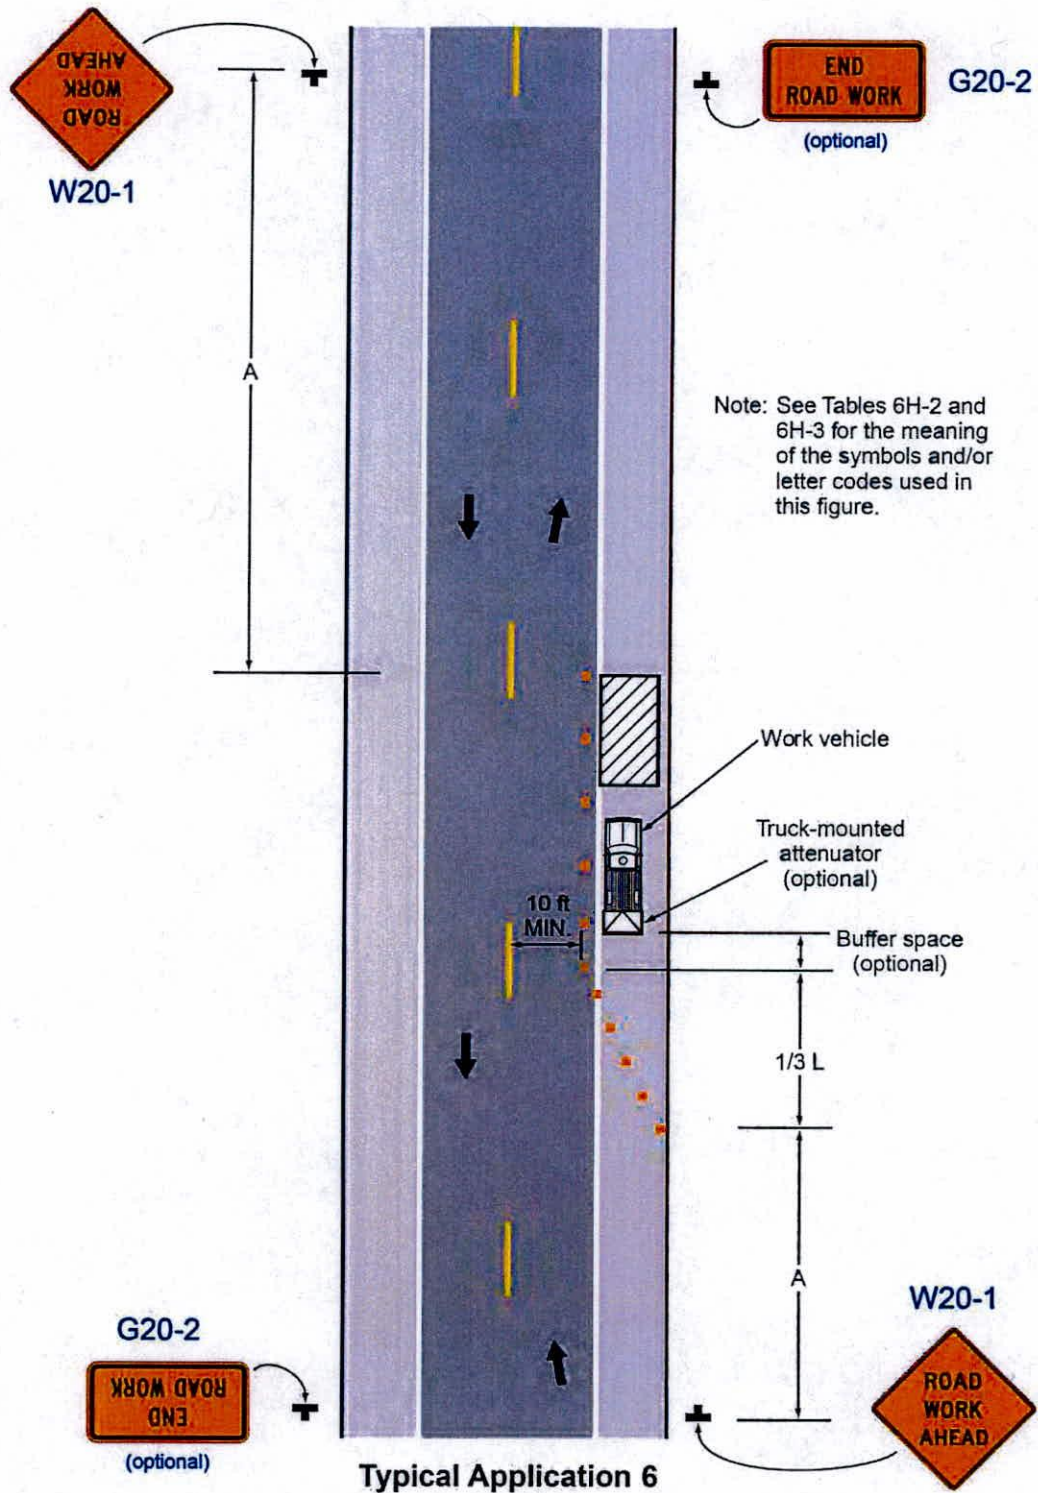 ROAD
WORK
AHEAD
W20-1
END
ROAD WORK
G20-2
(optional)
A
Note: See Tables 6H-2 and
6H-3 for the meaning
of the symbols and/or
letter codes used in
this figure.
Work vehicle
Truck-mounted
attenuator
(optional)
10 ft
MIN.
Buffer space
(optional)
1/3 L
A
G20-2
END
ROAD WORK
(optional)
W20-1
ROAD
WORK
AHEAD
Typical Application 6